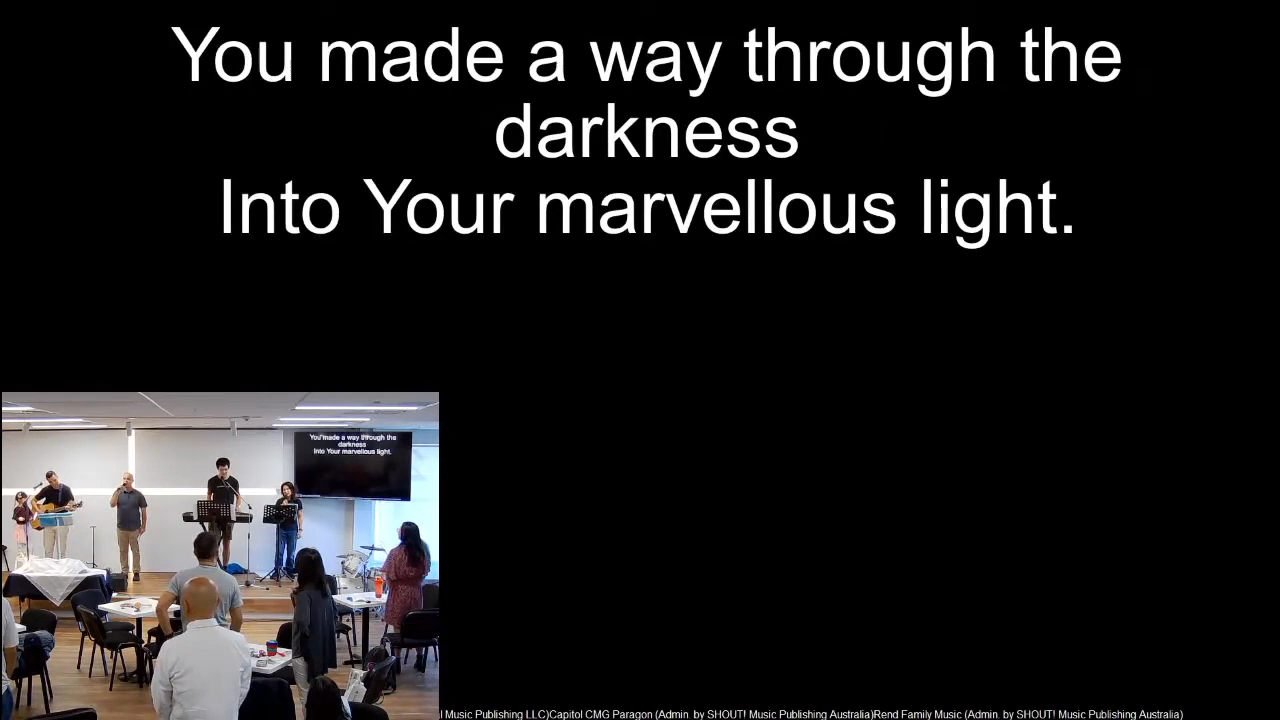 You made a way through the
darkness
Into Your marvellous light.
You made a way through the
darkness
Into Your marvellous light.
l Music Publishing LLC)Capitol CMG Paragon (Admin. by SHOUT! Music Publishing Australia)Rend Family Music (Admin. by SHOUT! Music Publishing Australia)